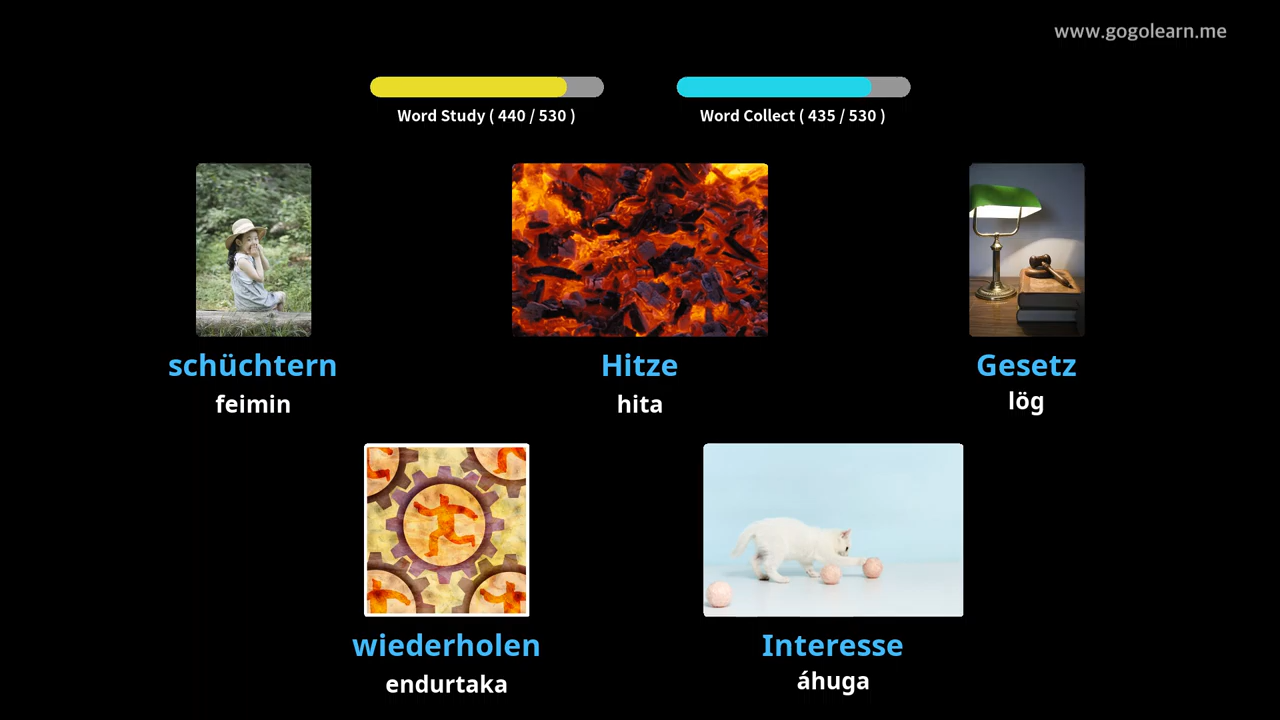 www.gogolearn.me
Word Study ( 440 / 530 )
Word Collect ( 435 / 530 )
schüchtern
feimin
Hitze
hita
Gesetz
lög
wiederholen
endurtaka
Interesse
áhuga